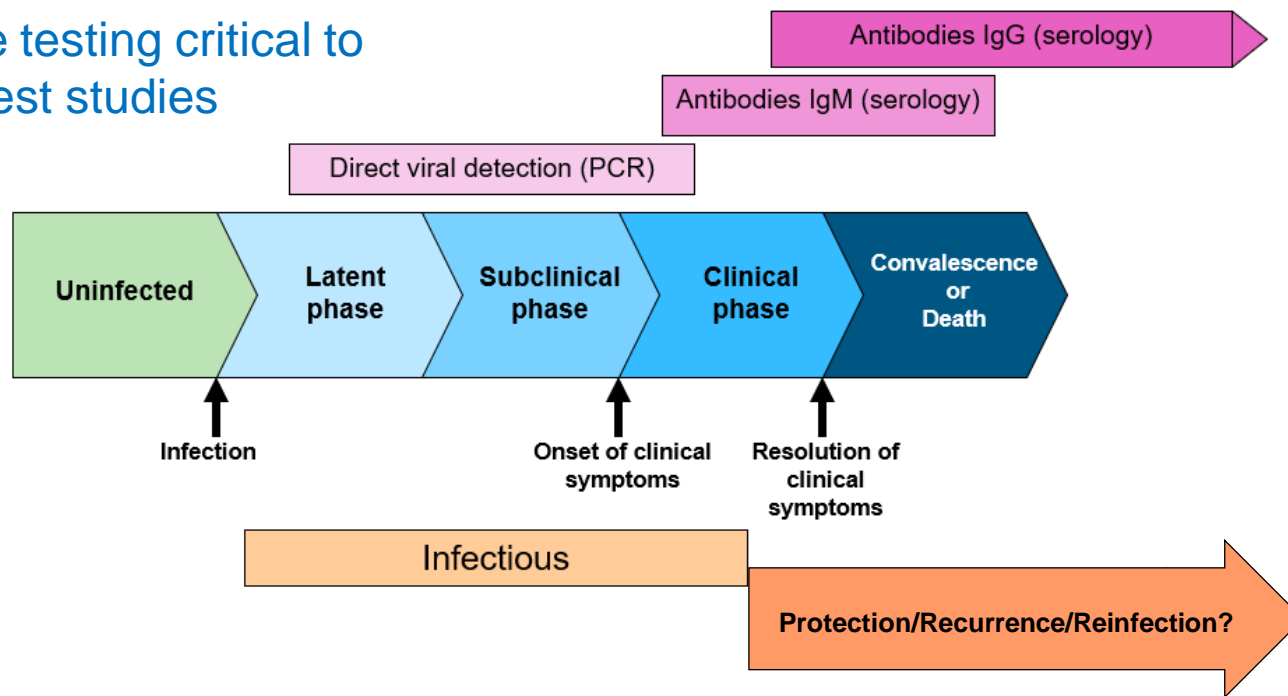 e testing critical to
est studies
Antibodies IgG (serology)
Antibodies IgM (serology)
Direct viral detection (PCR)
Uninfected
Latent
phase
Subclinical
phase
Clinical
phase
Convalescence
or
Death
Infection
Onset of clinical
symptoms
Resolution of
clinical
symptoms
Infectious
Protection/Recurrence/Reinfection?